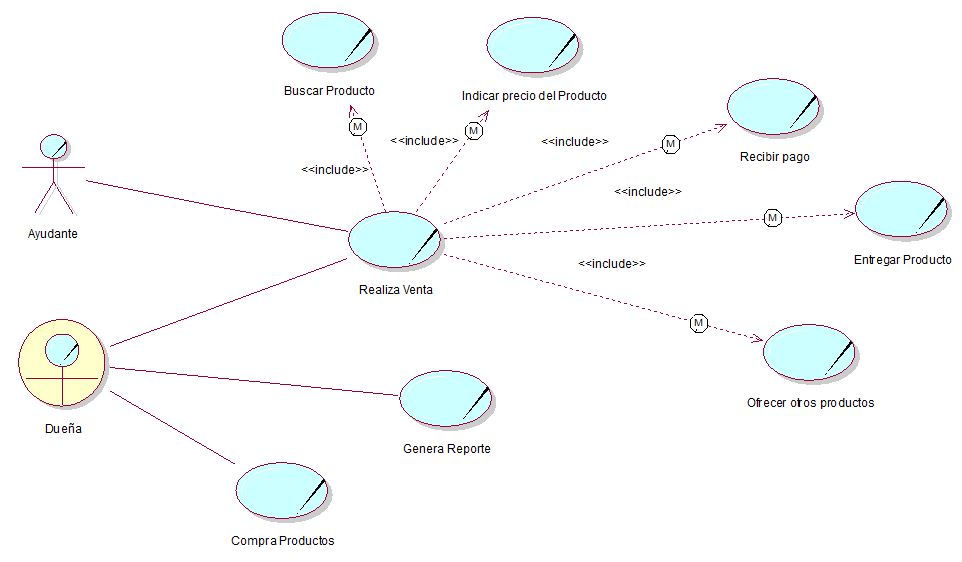 Buscar Producto
Indicar precio del Producto
M
M
<<include>>
<<include>>
M
<<include>>
Recibir pago
<<include>>
M
Ayudante
Entregar Producto
<<include>>
Realiza Venta
M
Ofrecer otros productos
Dueña
Genera Reporte
Compra Productos